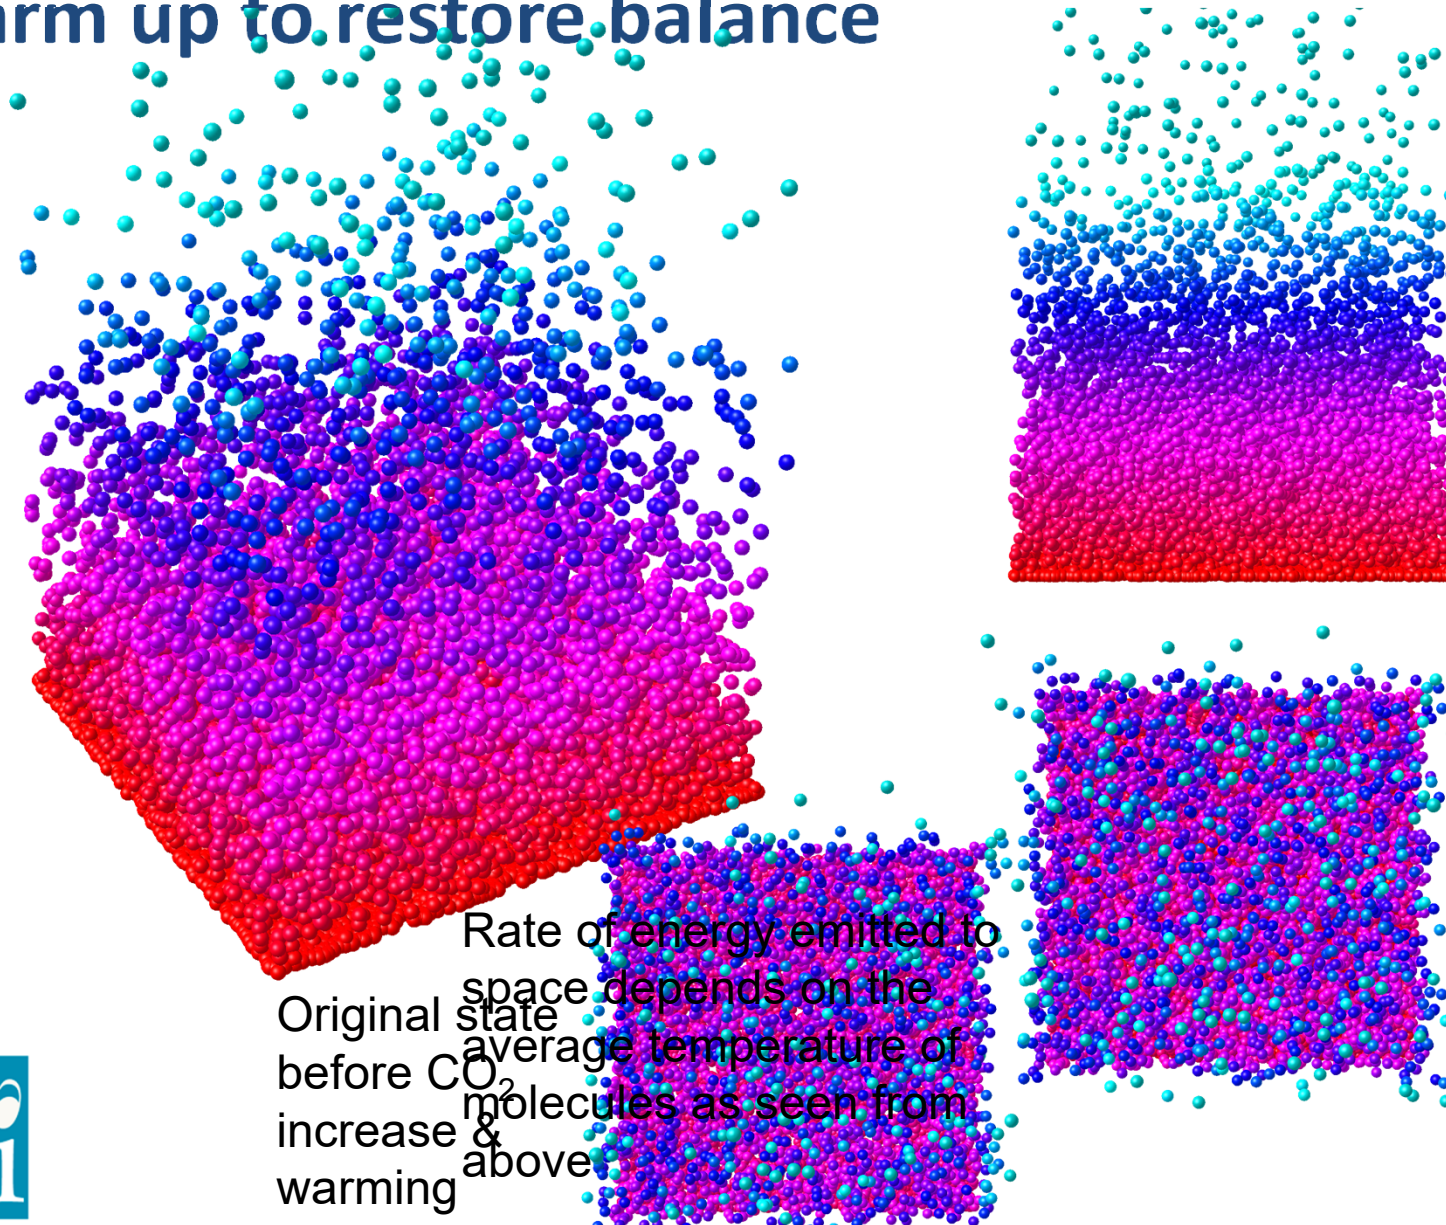 up to restore balance
Original state
before CO₂
increase &
warming
Rate of energy emitted to
space depends on the
average temperature of
molecules as seen from
above